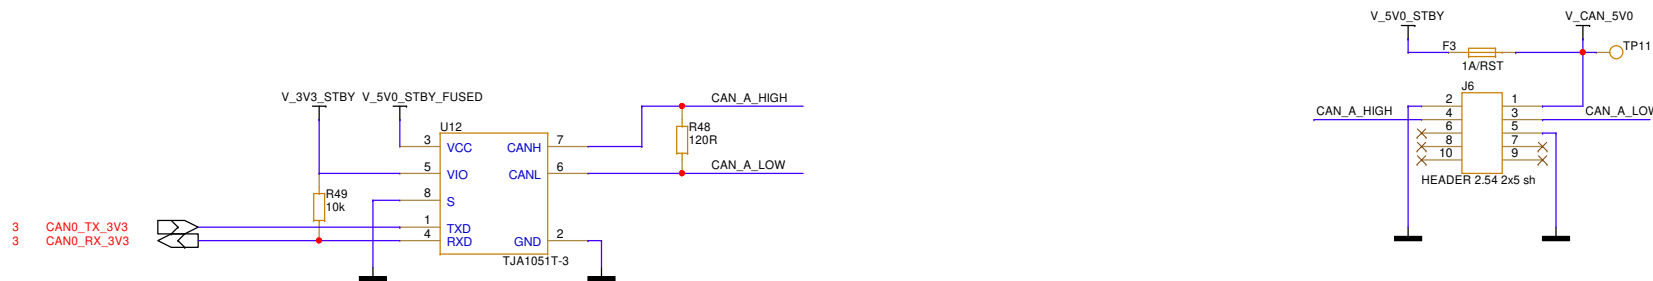 V_5V0_STBY
V_CAN_5V0
F3
TP11
1A/RST
J6
V_3V3_STBY
V_5V0_STBY_FUSED
CAN_A_HIGH
2
1
CAN_A_HIGH
4
3
CAN_A_LOW
6
5
8
7
10
9
HEADER 2.54 2x5 sh
U12
3
VCC
CANH
7
R48
120R
5
VIO
CANL
6
CAN_A_LOW
R49
10k
8
S
3
CAN0_TX_3V3
1
TXD
3
CAN0_RX_3V3
4
RXD
GND
2
TJA1051T-3